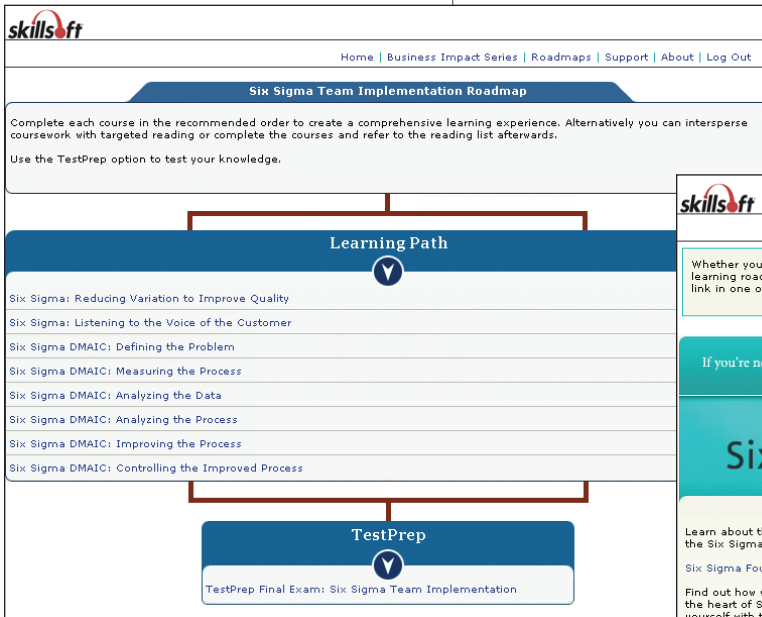 skillsoft
Home | Business Impact Series | Roadmaps | Support | About | Log Out
Six Sigma Team Implementation Roadmap
Complete each course in the recommended order to create a comprehensive learning experience. Alternatively you can intersperse
coursework with targeted reading or complete the courses and refer to the reading list afterwards.
Use the TestPrep option to test your knowledge.
Learning Path
Six Sigma: Reducing Variation to Improve Quality
Six Sigma: Listening to the Voice of the Customer
Six Sigma DMAIC: Defining the Problem
Six Sigma DMAIC: Measuring the Process
Six Sigma DMAIC: Analyzing the Data
Six Sigma DMAIC: Analyzing the Process
Six Sigma DMAIC: Improving the Process
Six Sigma DMAIC: Controlling the Improved Process
TestPrep
TestPrep Final Exam: Six Sigma Team Implementation
skillsoft
Whether you
learning
link in one
If you're
Learn about
the Six Sigma
Six Sigma
Find out how
the heart of
yourself with